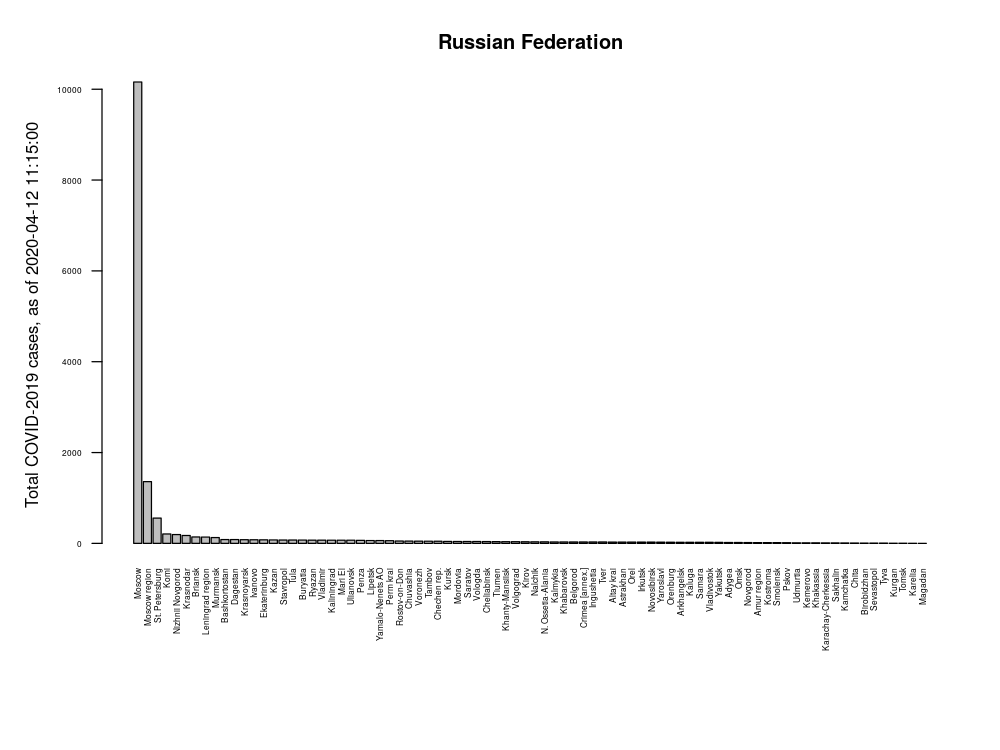 Russian Federation
Total COVID-2019 cases, as of 2020-04-12 11:15:00
10000
8000
6000
4000
2000
0
Moscow
Moscow region
St. Petersburg
Komi
Nizhnii Novgorod
Krasnodar
Briansk
Leningrad region
Murmansk
Bashkortostan
Dagestan
Krasnoyarsk
Ivanovo
Ekaterinburg
Kazan
Stavropol
Tula
Buryatia
Ryazan
Vladimir
Kaliningrad
Mari El
Ulianovsk
Penza
Lipetsk
Yamalo-Nenets AO
Perm krai
Rostov-on-Don
Chuvashia
Voronezh
Tambov
Chechen rep.
Kursk
Mordovia
Saratov
Vologda
Cheliabinsk
Tiumen
Khanty-Mansiisk
Volgograd
Kirov
Nalchik
N.Ossetia-Alania
Kalmykia
Khabarovsk
Belgorod
Crimea [anex.]
Ingushetia
Tver
Altay krai
Astrakhan
Orel
Irkutsk
Novosibirsk
Yaroslavl
Orenburg
Arkhangelsk
Kaluga
Samara
Vladivostok
Yakutsk
Adygea
Omsk
Novgorod
Amur region
Kostroma
Smolensk
Pskov
Udmurtia
Kemerovo
Khakassia
Karachay-Cherkessia
Sakhalin
Kamchatka
Chita
Birobidzhan
Sevastopol
Tyva
Kurgan
Tomsk
Karelia
Magadan